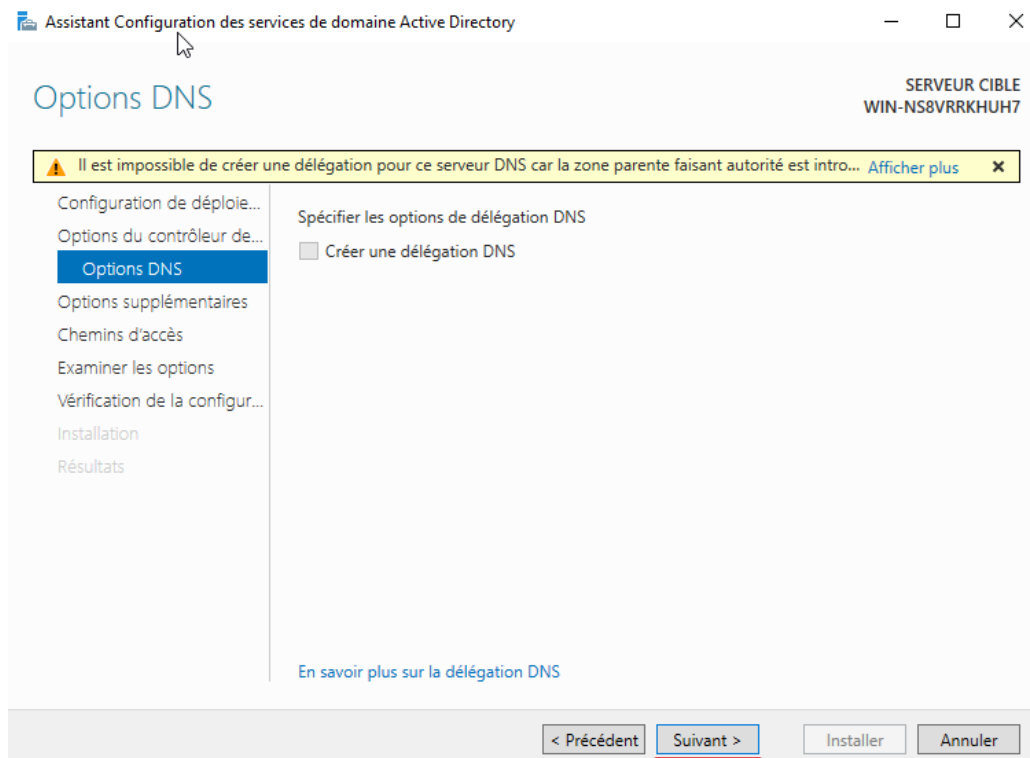 Assistant Configuration des services de domaine Active Directory
Options DNS
SERVEUR CIBLE
WIN-NS8VRRKHUH7
Il est impossible de créer une délégation pour ce serveur DNS car la zone parente faisant autorité est intro... Afficher plus
Configuration de déploie...
Options du contrôleur de...
Options DNS
Options supplémentaires
Chemins d'accès
Examiner les options
Vérification de la configur...
Installation
Résultats
Spécifier les options de délégation DNS
Créer une délégation DNS
En savoir plus sur la délégation DNS
< Précédent Suivant > Installer Annuler